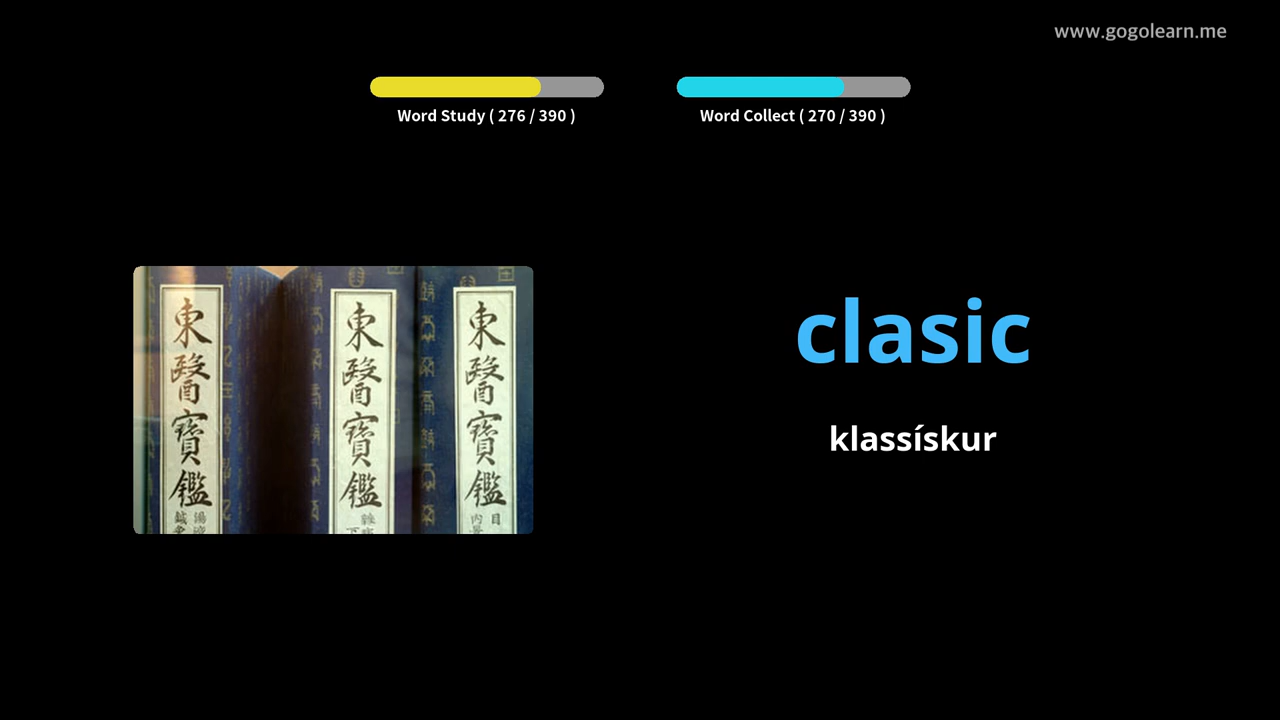 www.gogolearn.me
Word Study ( 276 / 390 )
Word Collect ( 270 / 390 )
東醫寶鑑
東醫寶鑑
東醫寶鑑
clasic
klassískur